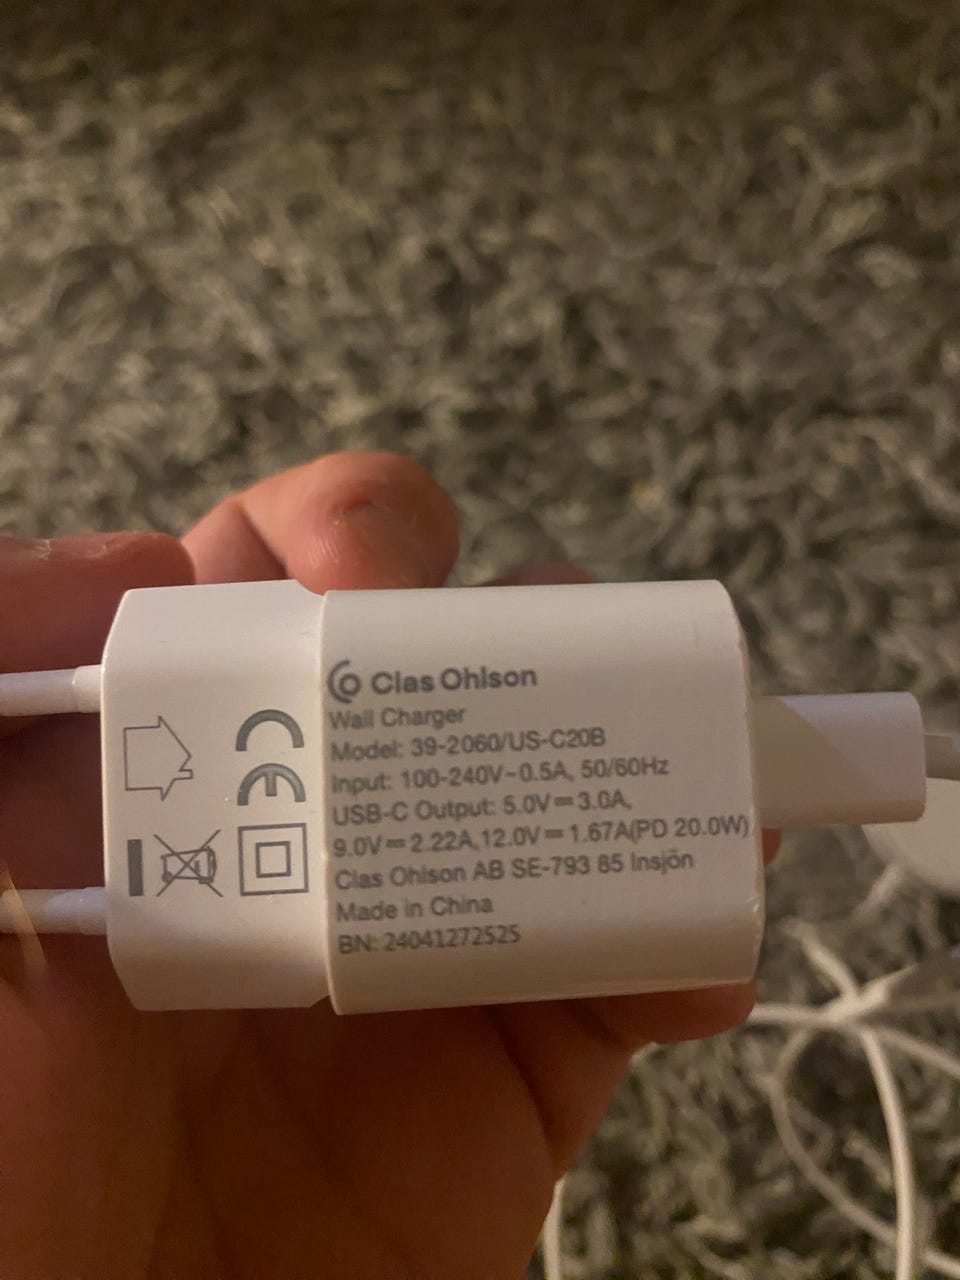 Clas Ohlson
Wall Charger
Model: 39-2060/US-C20B
Input: 100-240V~0.5A, 50/60Hz
USB-C Output: 5.0V⎓3.0A,
9.0V⎓2.22A,12.0V⎓1.67A(PD 20.0W)
Clas Ohlson AB SE-793 85 Insjön
Made in China
BN: 24041272525
CE